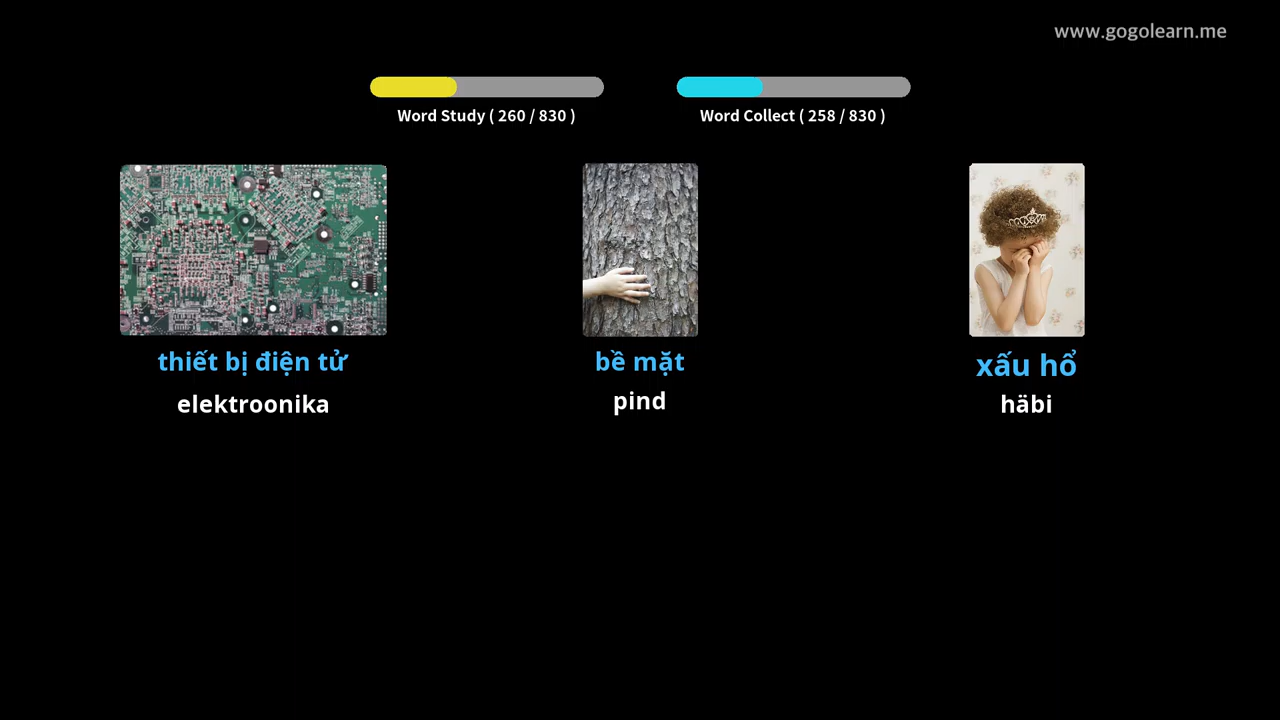 www.gogolearn.me
Word Study ( 260 / 830 )
Word Collect ( 258 / 830 )
thiết bị điện tử
elektroonika
bề mặt
pind
xấu hổ
häbi